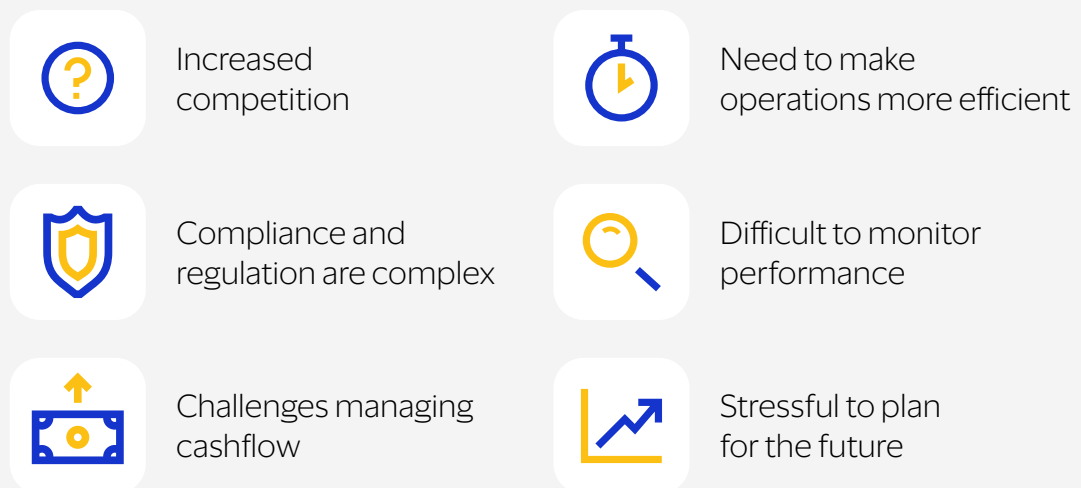 Increased
competition
Need to make
operations more efficient
Compliance and
regulation are complex
Difficult to monitor
performance
Challenges managing
cashflow
Stressful to plan
for the future